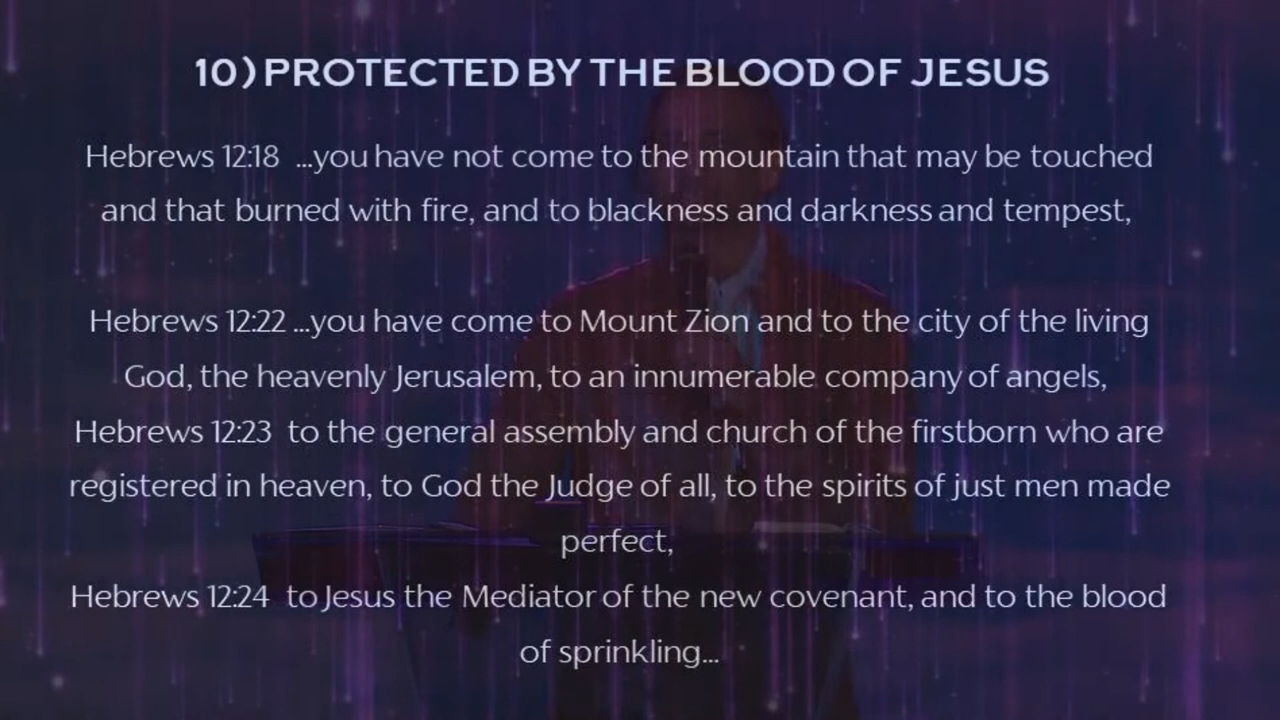 10) PROTECTED BY THE BLOOD OF JESUS
Hebrews 12:18 ...you have not come to the mountain that may be touched
and that burned with fire, and to blackness and darkness and tempest,
Hebrews 12:22 ...you have come to Mount Zion and to the city of the living
God, the heavenly Jerusalem, to an innumerable company of angels,
Hebrews 12:23 to the general assembly and church of the firstborn who are
registered in heaven, to God the Judge of all, to the spirits of just men made
perfect,
Hebrews 12:24 to Jesus the Mediator of the new covenant, and to the blood
of sprinkling...